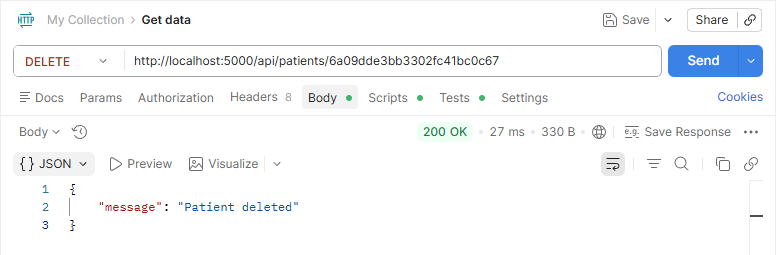 HTTP My Collection > Get data Save Share
DELETE http://localhost:5000/api/patients/6a09dde3bb3302fc41bc0c67 Send
Docs Params Authorization Headers 8 Body Scripts Tests Settings Cookies
Body 200 OK 27 ms 330 B e.g. Save Response
{} JSON Preview Visualize
1 {
2 "message": "Patient deleted"
3 }